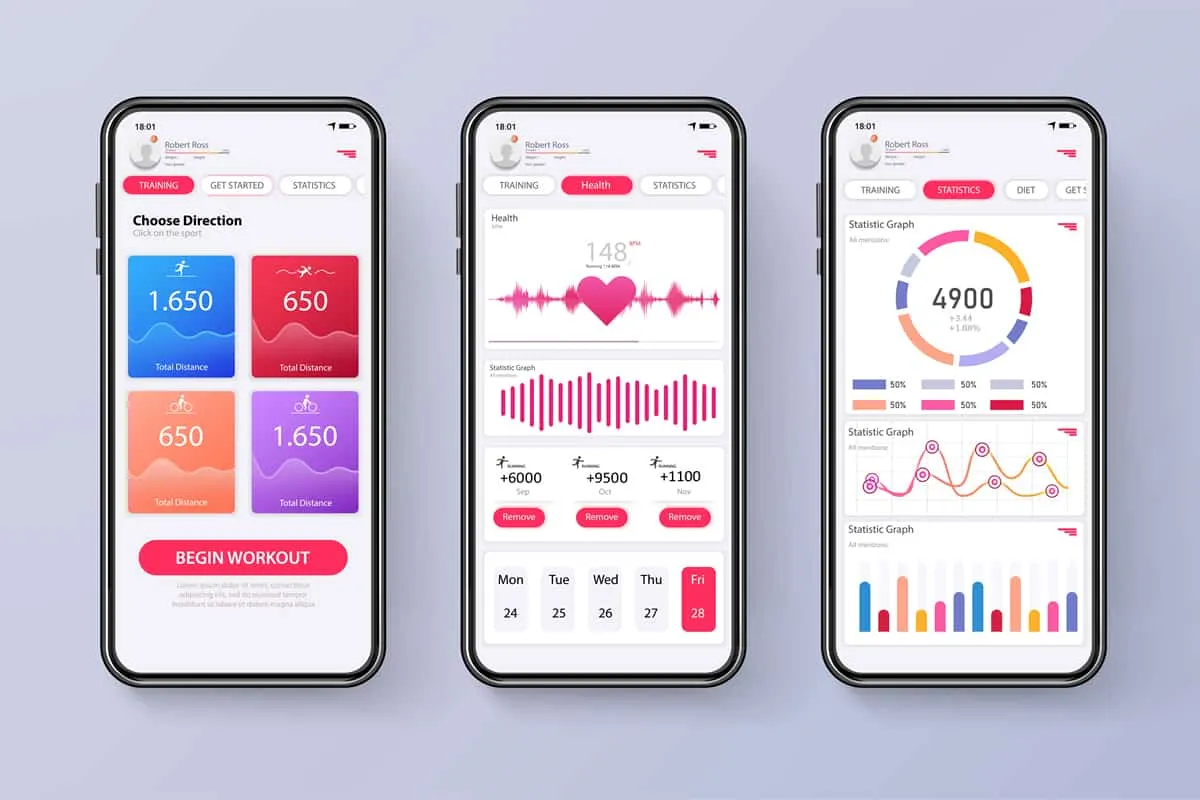 18:01
Robert Ross
TRAINING
GET STARTED
STATISTICS
Choose Direction
Click on the sport
1.650
Total Distance
650
Total Distance
650
Total Distance
1.650
Total Distance
BEGIN WORKOUT
Lorem ipsum dolor sit amet, consectetuer
adipiscing elit, sed do eiusmod tempor
incididunt ut labore et dolore magna aliqua
18:01
Robert Ross
TRAINING
Health
STATISTICS
Health
148
BPM
Statistic Graph
All mentions:
RUNNING
+6000
Sep
Remove
RUNNING
+9500
Oct
Remove
RUNNING
+1100
Nov
Remove
Mon
24
Tue
25
Wed
26
Thu
27
Fri
28
18:01
Robert Ross
TRAINING
STATISTICS
DIET
GET S
Statistic Graph
All mentions:
4900
+3.44
+1.08%
50%
50%
50%
50%
50%
50%
Statistic Graph
All mentions:
Statistic Graph
All mentions: